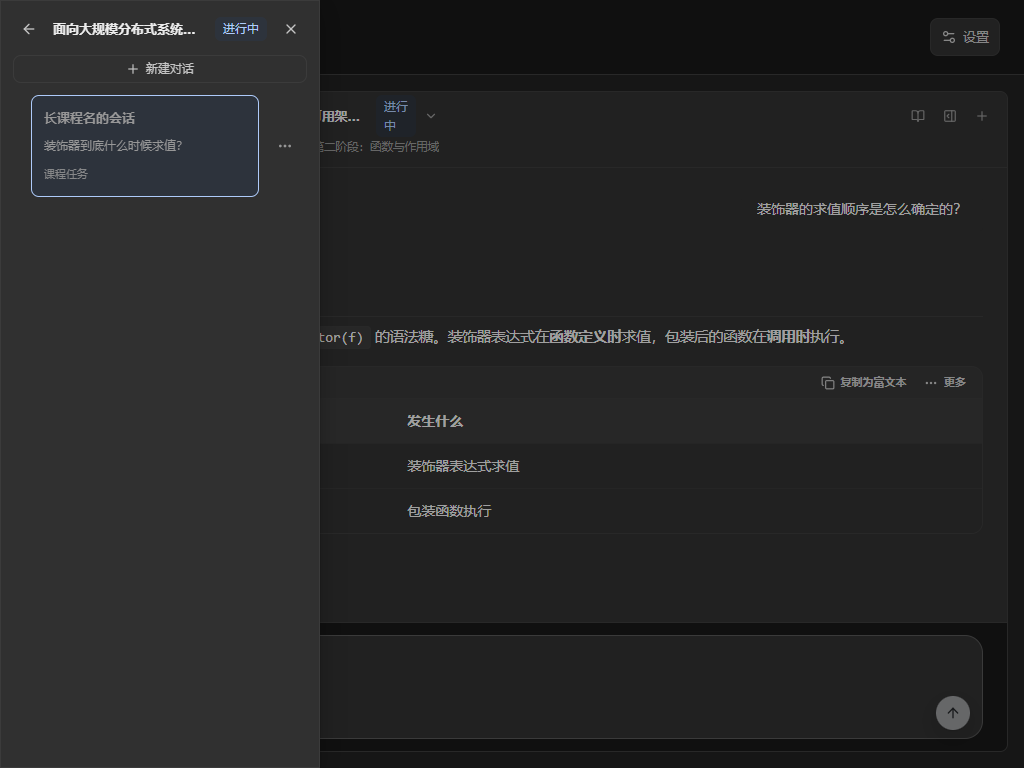 面向大规模分布式系统...
进行中
新建对话
长课程名的会话
装饰器到底什么时候求值?
课程任务
设置
用架...
进行中
第二阶段：函数与作用域
装饰器的求值顺序是怎么确定的?
tor(f) 的语法糖。装饰器表达式在函数定义时求值，包装后的函数在调用时执行。
复制为富文本
更多
发生什么
装饰器表达式求值
包装函数执行